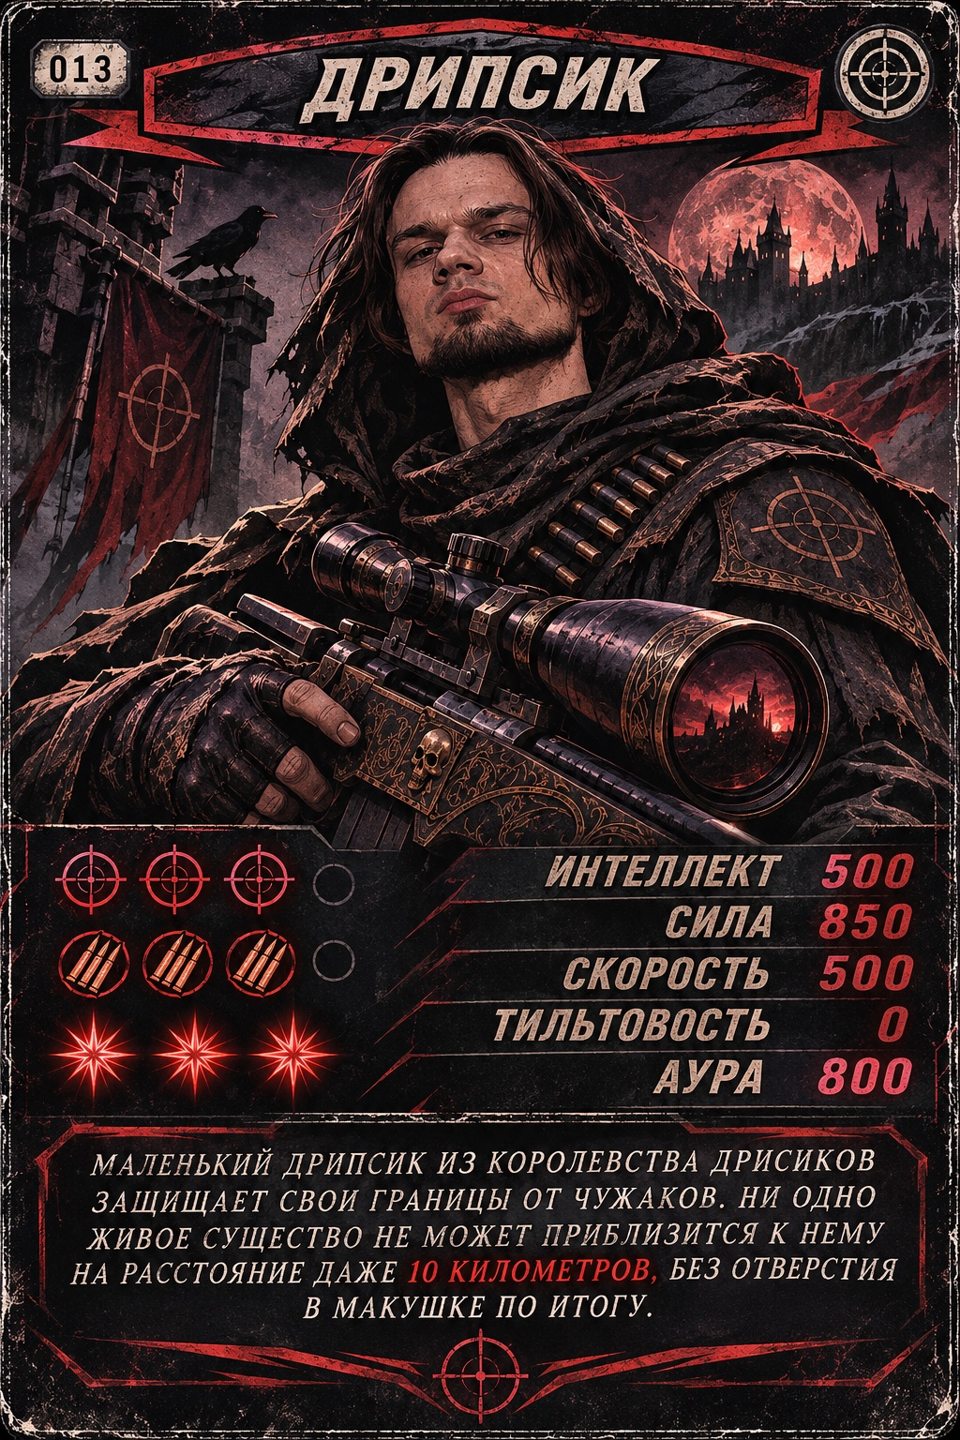 013
ДРИПСИК
ИНТЕЛЛЕКТ 500
СИЛА 850
СКОРОСТЬ 500
ТИЛЬТОВОСТЬ 0
АУРА 800
МАЛЕНЬКИЙ ДРИПСИК ИЗ КОРОЛЕВСТВА ДРИСИКОВ
ЗАЩИЩАЕТ СВОИ ГРАНИЦЫ ОТ ЧУЖАКОВ. НИ ОДНО
ЖИВОЕ СУЩЕСТВО НЕ МОЖЕТ ПРИБЛИЗИТСЯ К НЕМУ
НА РАССТОЯНИЕ ДАЖЕ 10 КИЛОМЕТРОВ, БЕЗ ОТВЕРСТИЯ
В МАКУШКЕ ПО ИТОГУ.